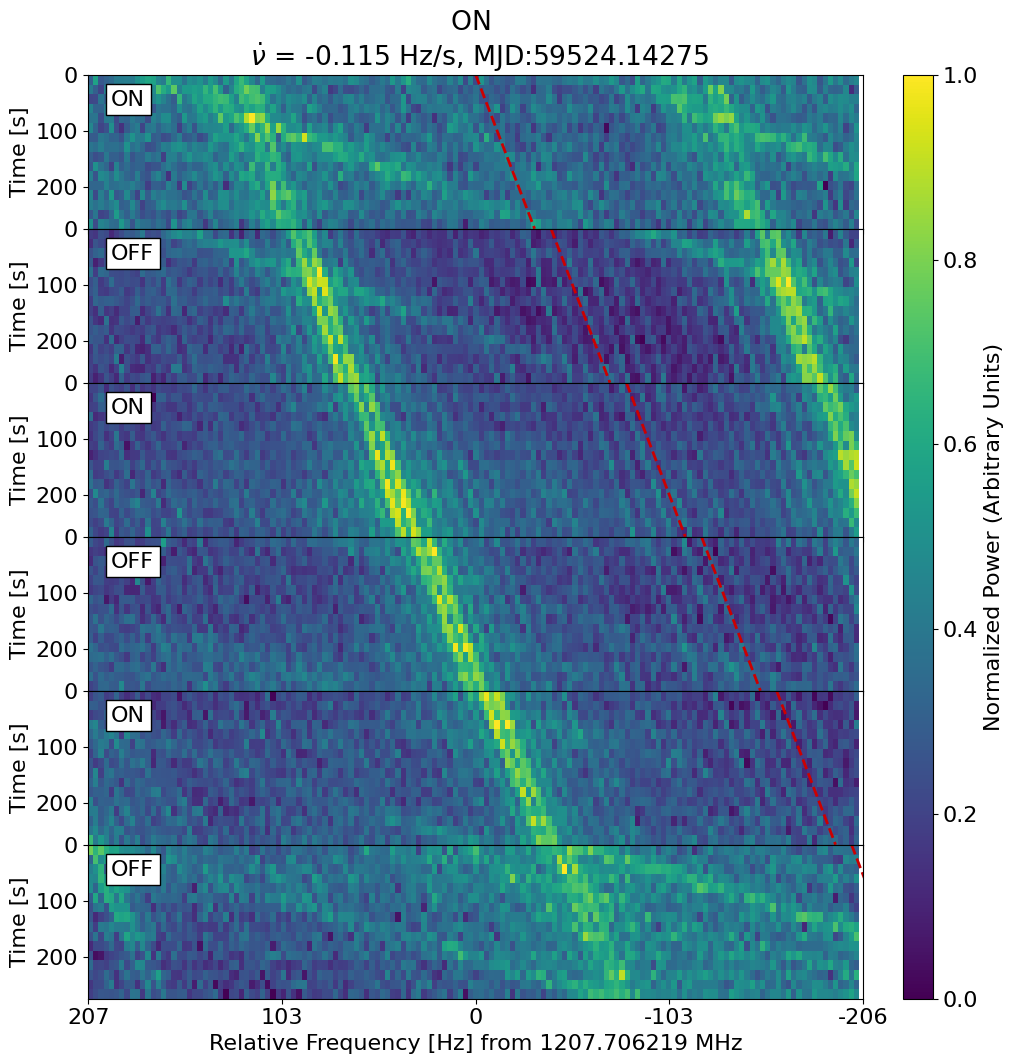 ON
ν̇ = -0.115 Hz/s, MJD:59524.14275
0
ON
100
200
Time [s]
0
OFF
100
200
Time [s]
0
ON
100
200
Time [s]
0
OFF
100
200
Time [s]
0
ON
100
200
Time [s]
0
OFF
100
200
Time [s]
207
103
0
-103
-206
Relative Frequency [Hz] from 1207.706219 MHz
1.0
0.8
0.6
0.4
0.2
0.0
Normalized Power (Arbitrary Units)